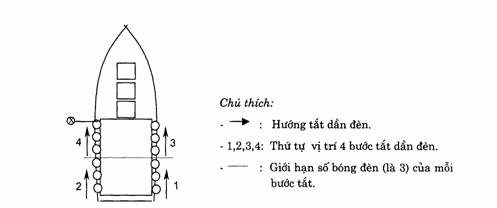 4
3
2
1
Chú thích:
- → : Hướng tắt dần đèn.
- 1,2,3,4: Thứ tự vị trí 4 bước tắt dần đèn.
- —— : Giới hạn số bóng đèn (là 3) của mỗi
bước tắt.